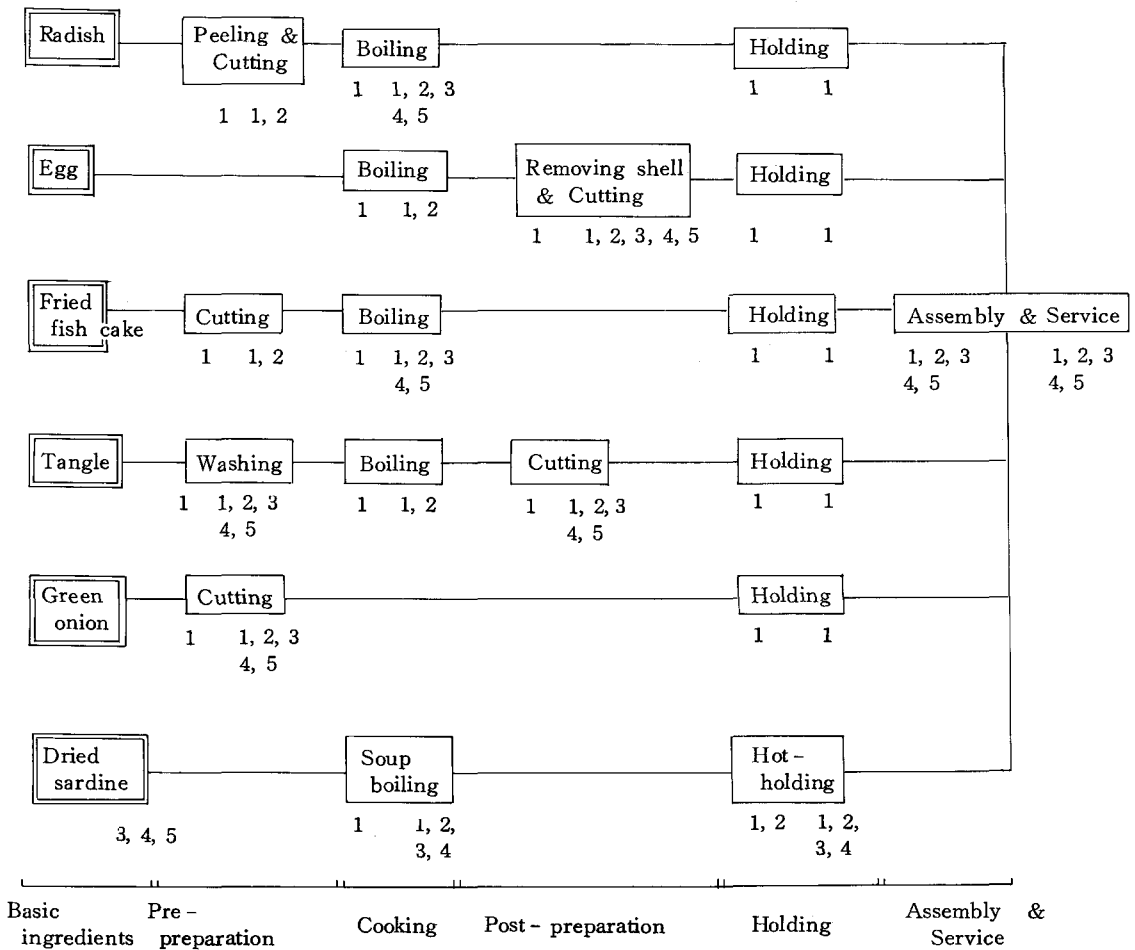 Radish
Peeling &
Cutting
Boiling
Holding
1 1, 2
1 1, 2, 3
4, 5
1 1
Egg
Boiling
Removing shell
& Cutting
Holding
1 1, 2
1 1, 2, 3, 4, 5
1 1
Fried
fish cake
Cutting
Boiling
Holding
Assembly & Service
1 1, 2
1 1, 2, 3
4, 5
1 1
1, 2, 3 1, 2, 3
4, 5 4, 5
Tangle
Washing
Boiling
Cutting
Holding
1 1, 2, 3
4, 5
1 1, 2
1 1, 2, 3
4, 5
1 1
Green
onion
Cutting
Holding
1 1, 2, 3
4, 5
1 1
Dried
sardine
Soup
boiling
Hot-
holding
3, 4, 5
1 1, 2,
3, 4
1, 2 1, 2,
3, 4
Basic
ingredients
Pre-
preparation
Cooking
Post-preparation
Holding
Assembly &
Service